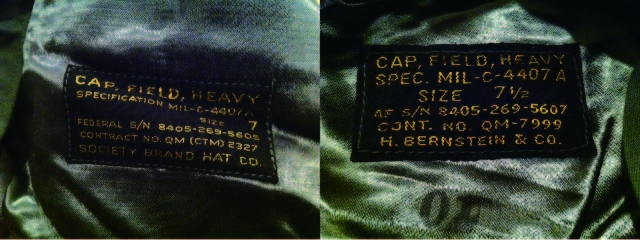 CAP, FIELD, HEAVY
SPECIFICATION MIL-C-4407A
SIZE 7
FEDERAL S/N 8405-269-5605
CONTRACT NO. QM (CTM) 2327
SOCIETY BRAND HAT CO.
CAP, FIELD, HEAVY
SPEC. MIL-C-4407A
SIZE 7½
AF S/N 8405-269-5607
CONT. NO. QM-7999
H. BERNSTEIN & CO.